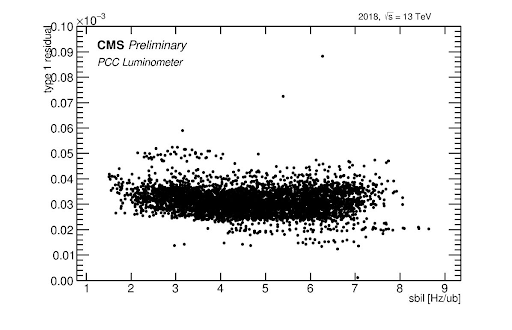 ×10⁻³
2018, √s = 13 TeV
type 1 residual
0.10
0.09
0.08
0.07
0.06
0.05
0.04
0.03
0.02
0.01
0.00
CMS Preliminary
PCC Luminometer
1 2 3 4 5 6 7 8 9
sbil [Hz/ub]